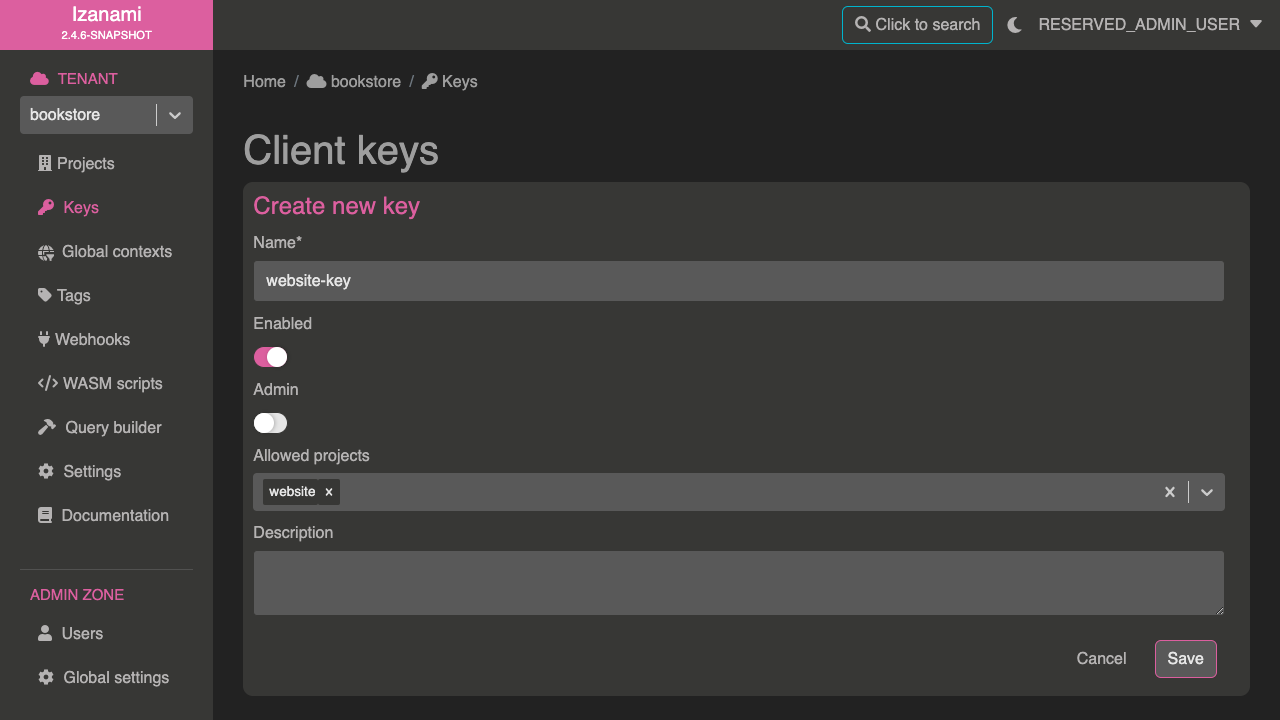 Izanami
2.4.6-SNAPSHOT
Click to search
RESERVED_ADMIN_USER
TENANT
bookstore
Projects
Keys
Global contexts
Tags
Webhooks
WASM scripts
Query builder
Settings
Documentation
ADMIN ZONE
Users
Global settings
Home / bookstore / Keys
Client keys
Create new key
Name*
website-key
Enabled
Admin
Allowed projects
website
Description
Cancel
Save